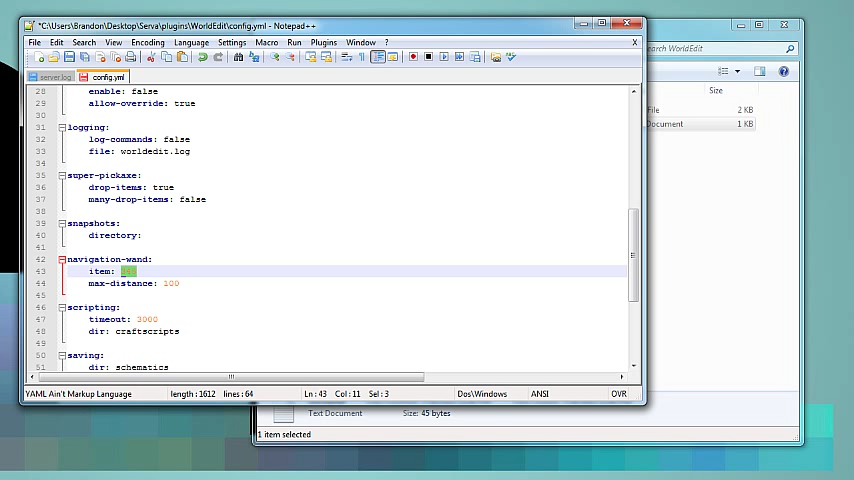 *C:\Users\Brandon\Desktop\Serva\plugins\WorldEdit\config.yml - Notepad++
File Edit Search View Encoding Language Settings Macro Run Plugins Window ? X
server.log config.yml
28 enable: false
29 allow-override: true
30
31 logging:
32 log-commands: false
33 file: worldedit.log
34
35 super-pickaxe:
36 drop-items: true
37 many-drop-items: false
38
39 snapshots:
40 directory:
41
42 navigation-wand:
43 item:
44 max-distance: 100
45
46 scripting:
47 timeout: 3000
48 dir: craftscripts
49
50 saving:
51 dir: schematics
YAML Ain't Markup Language length : 1612 lines : 64 Ln : 43 Col : 11 Sel : 3 Dos\Windows ANSI OVR
earch WorldEdit
Size
File 2 KB
Document 1 KB
Text Document Size: 45 bytes
1 item selected